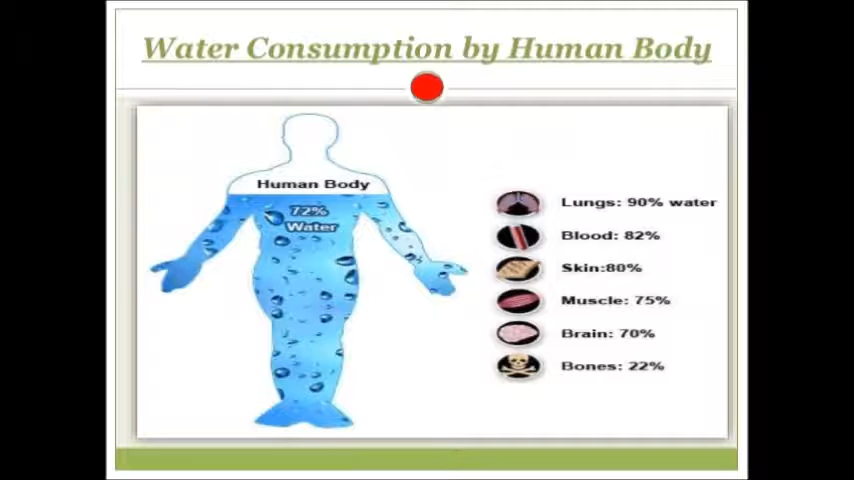 Water Consumption by Human Body
Human Body
72%
Water
Lungs: 90% water
Blood: 82%
Skin:80%
Muscle: 75%
Brain: 70%
Bones: 22%